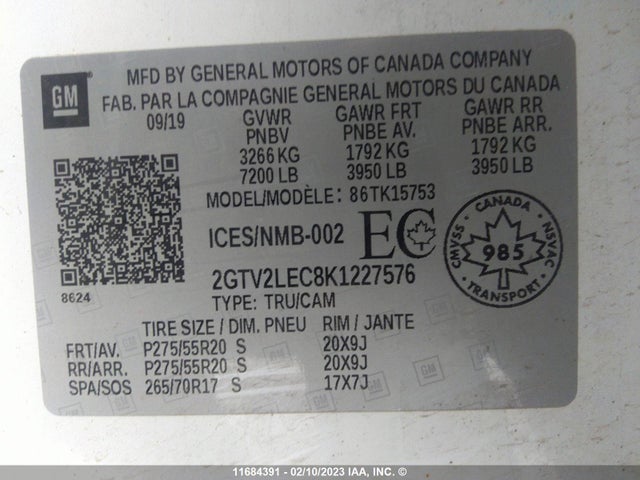 GM
MFD BY GENERAL MOTORS OF CANADA COMPANY
FAB. PAR LA COMPAGNIE GENERAL MOTORS DU CANADA
09/19 GVWR GAWR FRT GAWR RR
PNBV PNBE AV. PNBE ARR.
3266 KG 1792 KG 1792 KG
7200 LB 3950 LB 3950 LB
MODEL/MODÈLE: 86TK15753
ICES/NMB-002 EC
CANADA
CMVSS 985 NSVAC
TRANSPORT
8624
2GTV2LEC8K1227576
TYPE: TRU/CAM
TIRE SIZE / DIM. PNEU RIM / JANTE
FRT/AV. P275/55R20 S 20X9J
RR/ARR. P275/55R20 S 20X9J
SPA/SOS 265/70R17 S 17X7J
11684391 - 02/10/2023 IAA, INC. ©